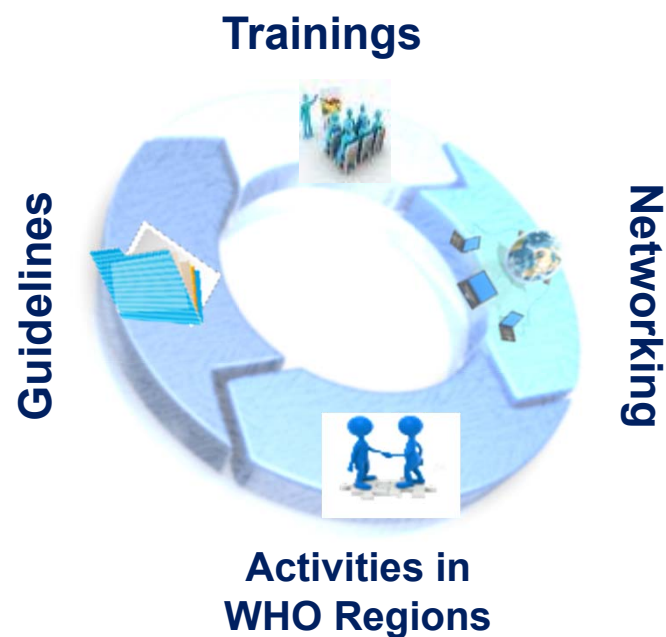 Trainings
Guidelines
Networking
Activities in
WHO Regions